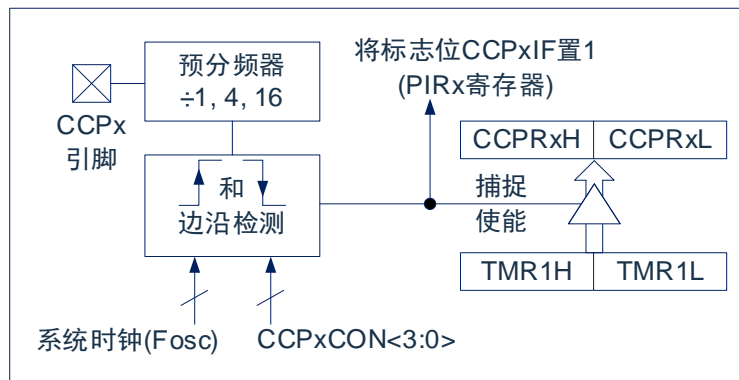 预分频器
÷1, 4, 16
CCPx
引脚
和
边沿检测
系统时钟(Fosc)
CCPxCON<3:0>
将标志位CCPxIF置1
(PIRx寄存器)
CCPRxH
CCPRxL
捕捉
使能
TMR1H
TMR1L